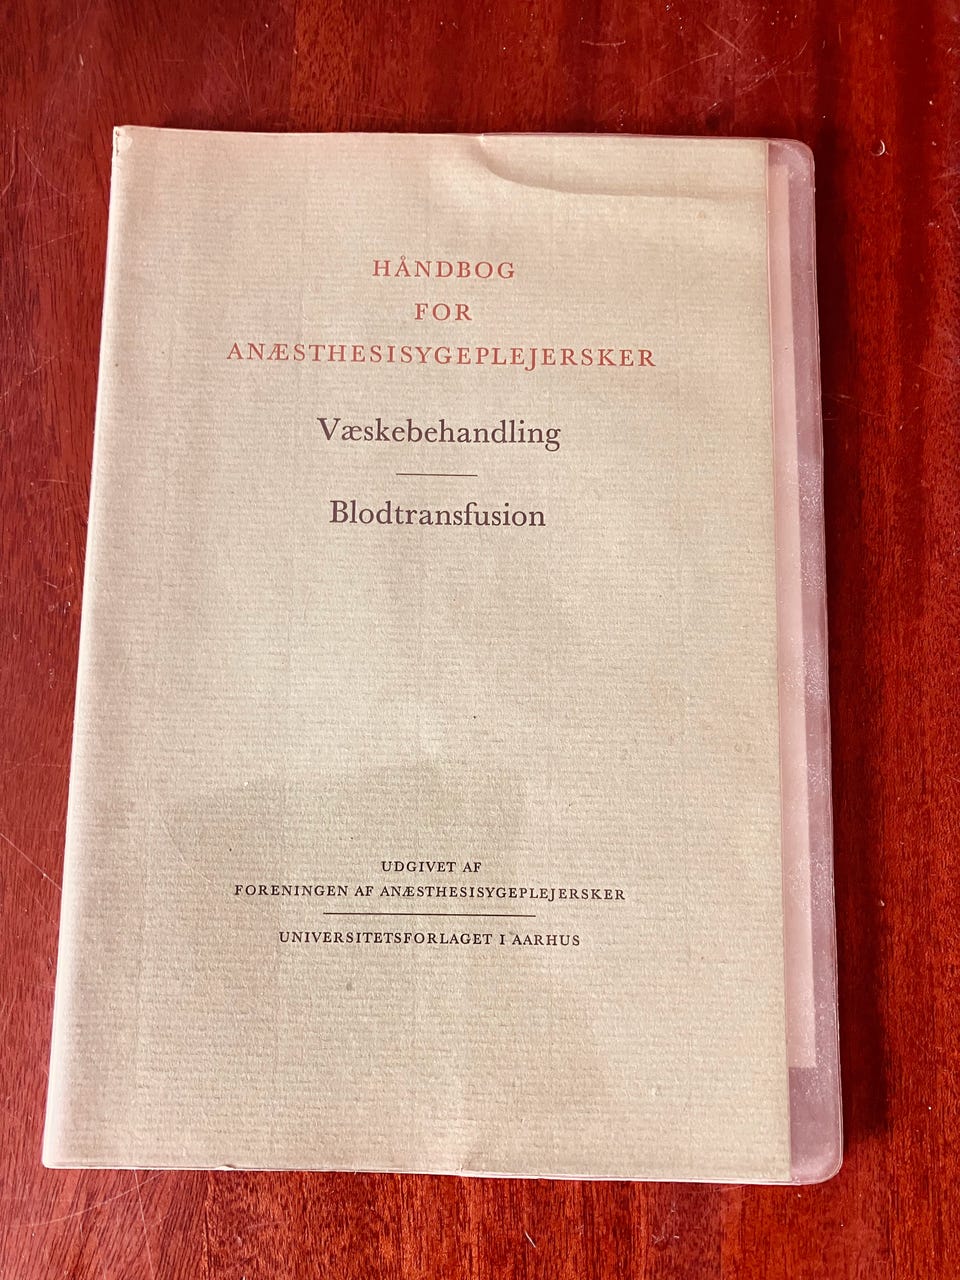 HÅNDBOG
FOR
ANÆSTHESISYGEPLEJERSKER
Væskebehandling
Blodtransfusion
UDGIVET AF
FORENINGEN AF ANÆSTHESISYGEPLEJERSKER
UNIVERSITETSFORLAGET I AARHUS